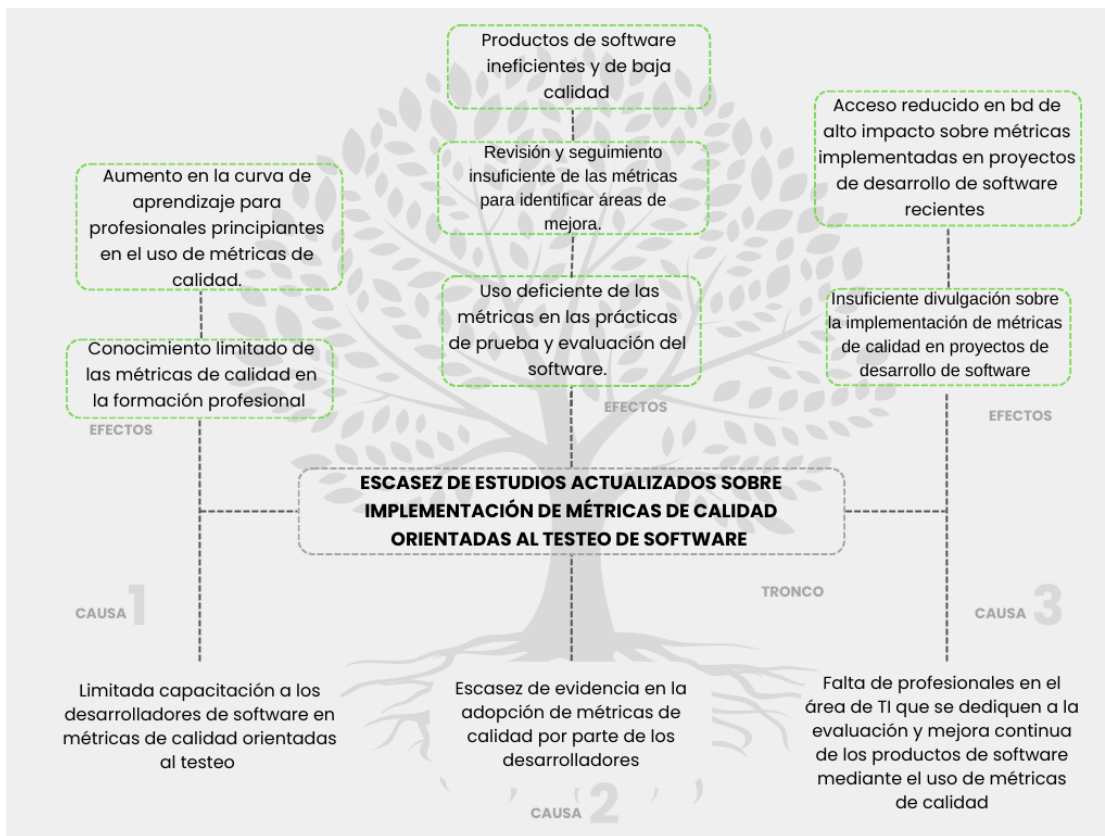 Productos de software
ineficientes y de baja
calidad
Revisión y seguimiento
insuficiente de las métricas
para identificar áreas de
mejora.
Uso deficiente de las
métricas en las prácticas
de prueba y evaluación del
software.
EFECTOS
Aumento en la curva de
aprendizaje para
profesionales principiantes
en el uso de métricas de
calidad.
Conocimiento limitado de
las métricas de calidad en
la formación profesional
EFECTOS
Acceso reducido en bd de
alto impacto sobre métricas
implementadas en proyectos
de desarrollo de software
recientes
Insuficiente divulgación sobre
la implementación de métricas
de calidad en proyectos de
desarrollo de software
EFECTOS
ESCASEZ DE ESTUDIOS ACTUALIZADOS SOBRE
IMPLEMENTACIÓN DE MÉTRICAS DE CALIDAD
ORIENTADAS AL TESTEO DE SOFTWARE
TRONCO
CAUSA 1
Limitada capacitación a los
desarrolladores de software en
métricas de calidad orientadas
al testeo
Escasez de evidencia en la
adopción de métricas de
calidad por parte de los
desarrolladores
CAUSA 2
CAUSA 3
Falta de profesionales en el
área de TI que se dediquen a la
evaluación y mejora continua
de los productos de software
mediante el uso de métricas
de calidad